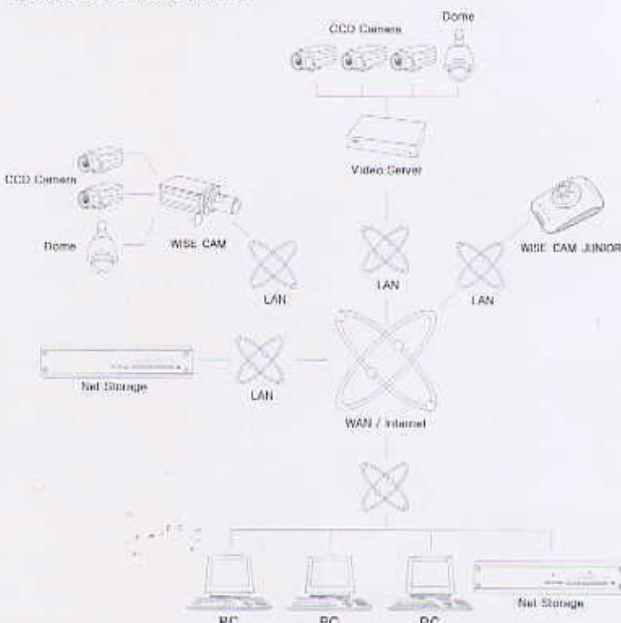 Dome
CCD Camera
Video Server
CCD Camera
Dome
WISE CAM
WISE CAM JUNIOR
LAN
LAN
LAN
LAN
Net Storage
WAN / Internet
PC
PC
PC
Net Storage